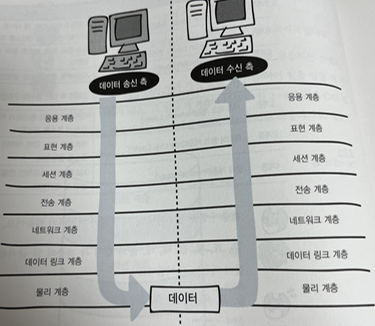 데이터 송신 측
데이터 수신 측
응용 계층
표현 계층
세션 계층
전송 계층
네트워크 계층
데이터 링크 계층
물리 계층
응용 계층
표현 계층
세션 계층
전송 계층
네트워크 계층
데이터 링크 계층
물리 계층
데이터